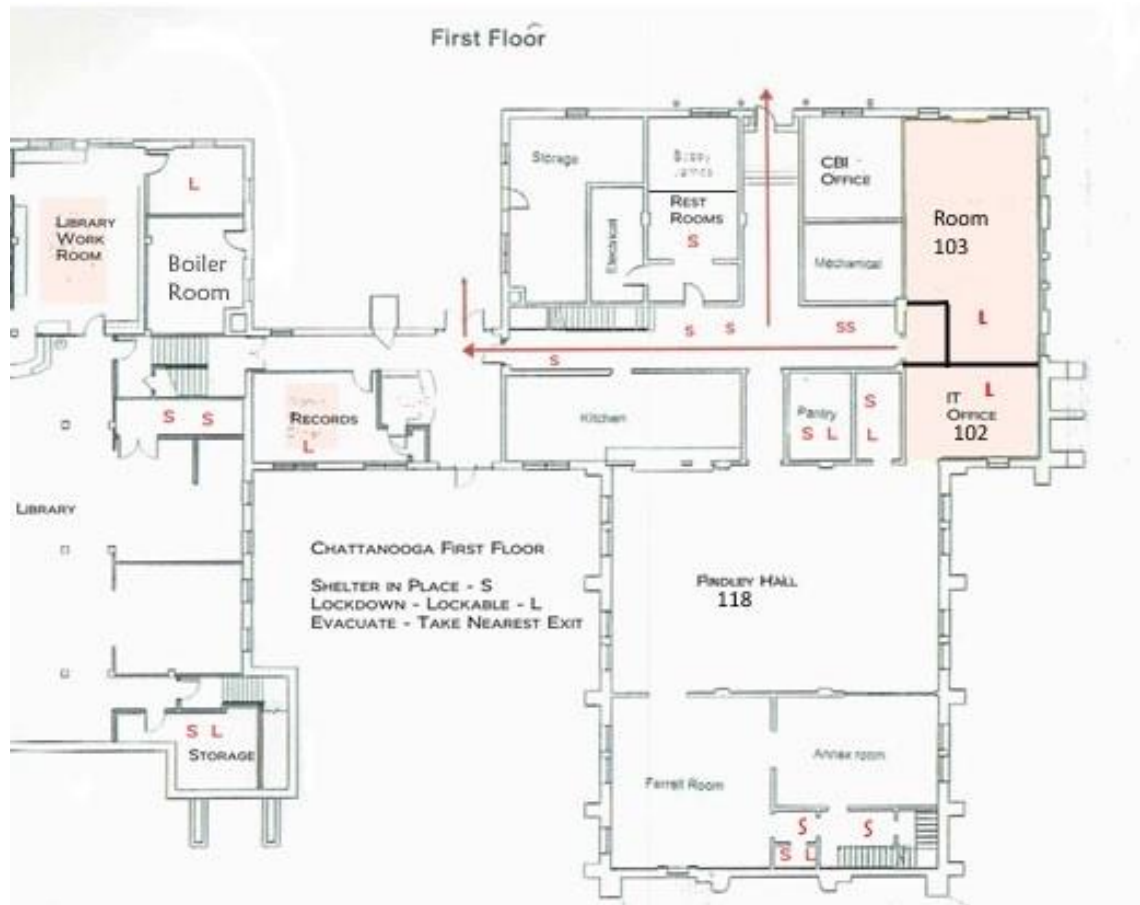 First Floor
Storage
L
CBI -
OFFICE
LIBRARY
WORK
ROOM
REST
ROOMS
S
Room
103
Electrical
Boiler
Room
Mechanical
L
S S SS
S
RECORDS
L
Kitchen
Pantry
S L
S
L
L
IT
OFFICE
102
S S
LIBRARY
CHATTANOOGA FIRST FLOOR
SHELTER IN PLACE - S
LOCKDOWN - LOCKABLE - L
EVACUATE - TAKE NEAREST EXIT
HALL
118
S L
STORAGE
Ferrell Room
Annex room
S S
S L